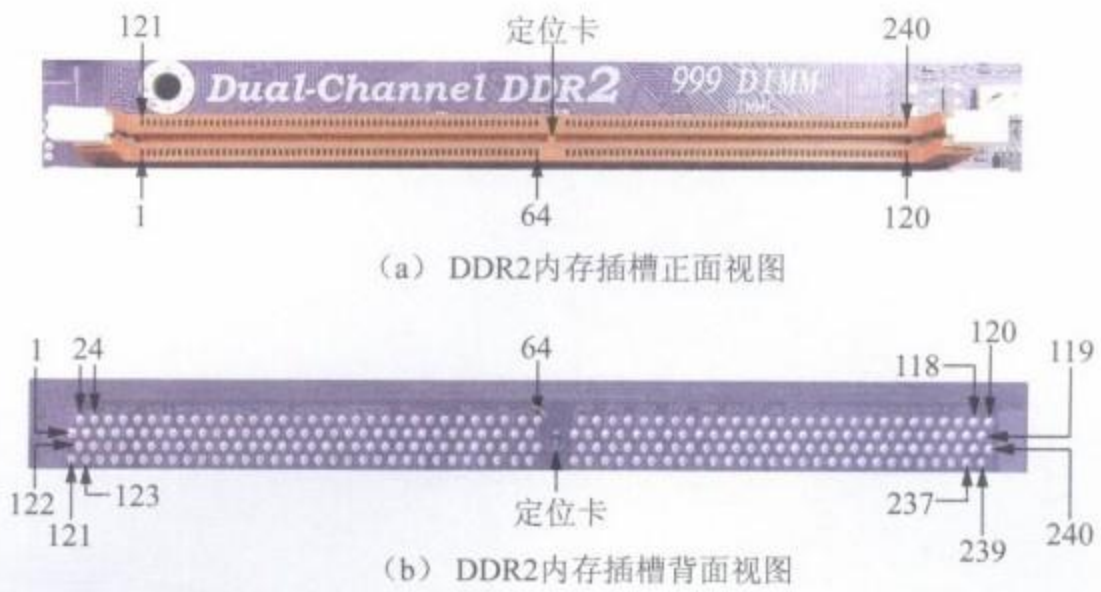 121 定位卡 240
Dual-Channel DDR2 999 DIMM
1 64 120
（a） DDR2内存插槽正面视图
1 24 64 118 120 119
122 123 定位卡 237 240
121 239
（b） DDR2内存插槽背面视图